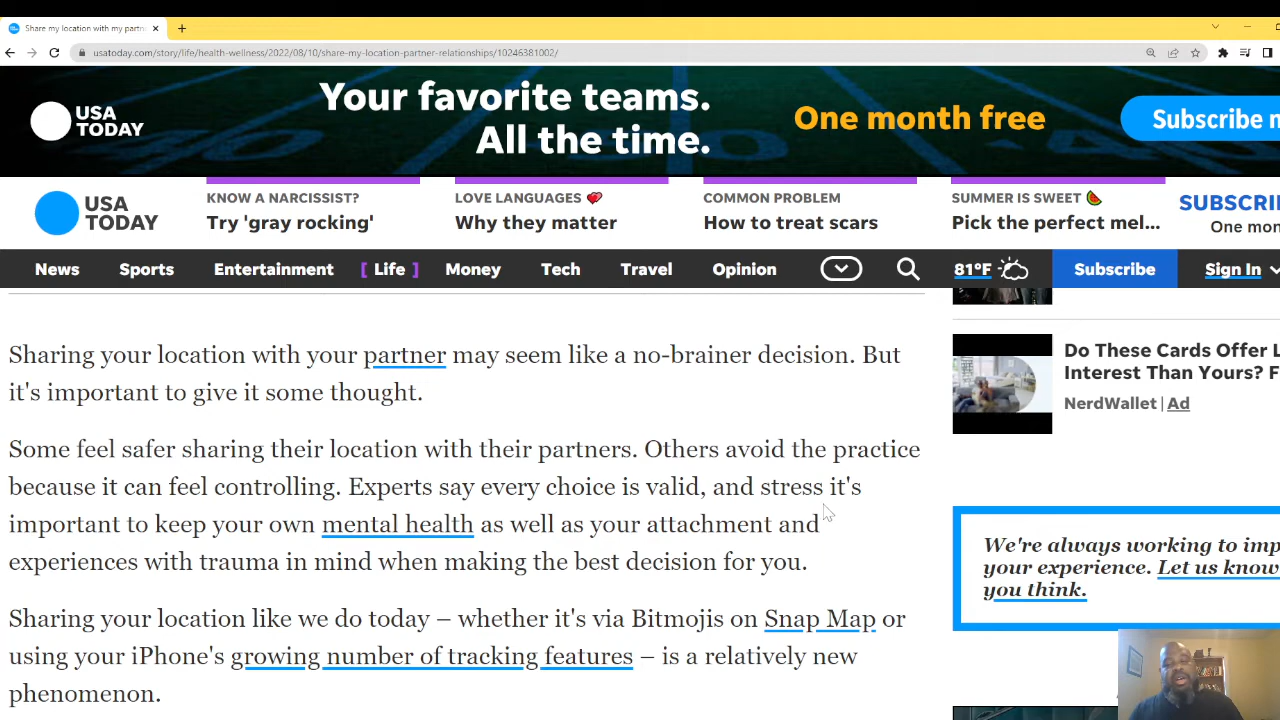 Share my location with my partn
usatoday.com/story/life/health-wellness/2022/08/10/share-my-location-partner-relationships/10246381002/
USA TODAY
Your favorite teams.
All the time.
One month free
Subscribe n
USA TODAY
KNOW A NARCISSIST?
Try 'gray rocking'
LOVE LANGUAGES
Why they matter
COMMON PROBLEM
How to treat scars
SUMMER IS SWEET
Pick the perfect mel...
SUBSCRI
One mon
News Sports Entertainment [ Life ] Money Tech Travel Opinion 81°F Subscribe Sign In
Sharing your location with your partner may seem like a no-brainer decision. But
it's important to give it some thought.
Some feel safer sharing their location with their partners. Others avoid the practice
because it can feel controlling. Experts say every choice is valid, and stress it's
important to keep your own mental health as well as your attachment and
experiences with trauma in mind when making the best decision for you.
Sharing your location like we do today – whether it's via Bitmojis on Snap Map or
using your iPhone's growing number of tracking features – is a relatively new
phenomenon.
Do These Cards Offer L
Interest Than Yours? F
NerdWallet | Ad
We're always working to imp
your experience. Let us know
you think.